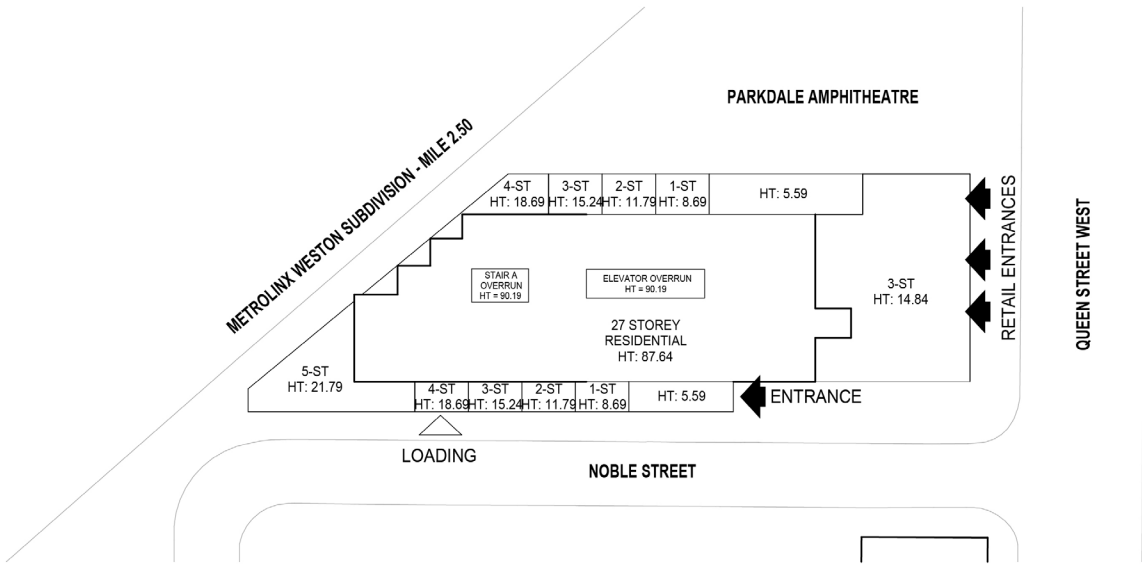 PARKDALE AMPHITHEATRE
METROLINX WESTON SUBDIVISION - MILE 2.50
4-ST
HT: 18.69
3-ST
HT: 15.24
2-ST
HT: 11.79
1-ST
HT: 8.69
HT: 5.59
RETAIL ENTRANCES
QUEEN STREET WEST
STAIR A
OVERRUN
HT = 90.19
ELEVATOR OVERRUN
HT = 90.19
3-ST
HT: 14.84
27 STOREY
RESIDENTIAL
HT: 87.64
5-ST
HT: 21.79
4-ST
HT: 18.69
3-ST
HT: 15.24
2-ST
HT: 11.79
1-ST
HT: 8.69
HT: 5.59
ENTRANCE
LOADING
NOBLE STREET